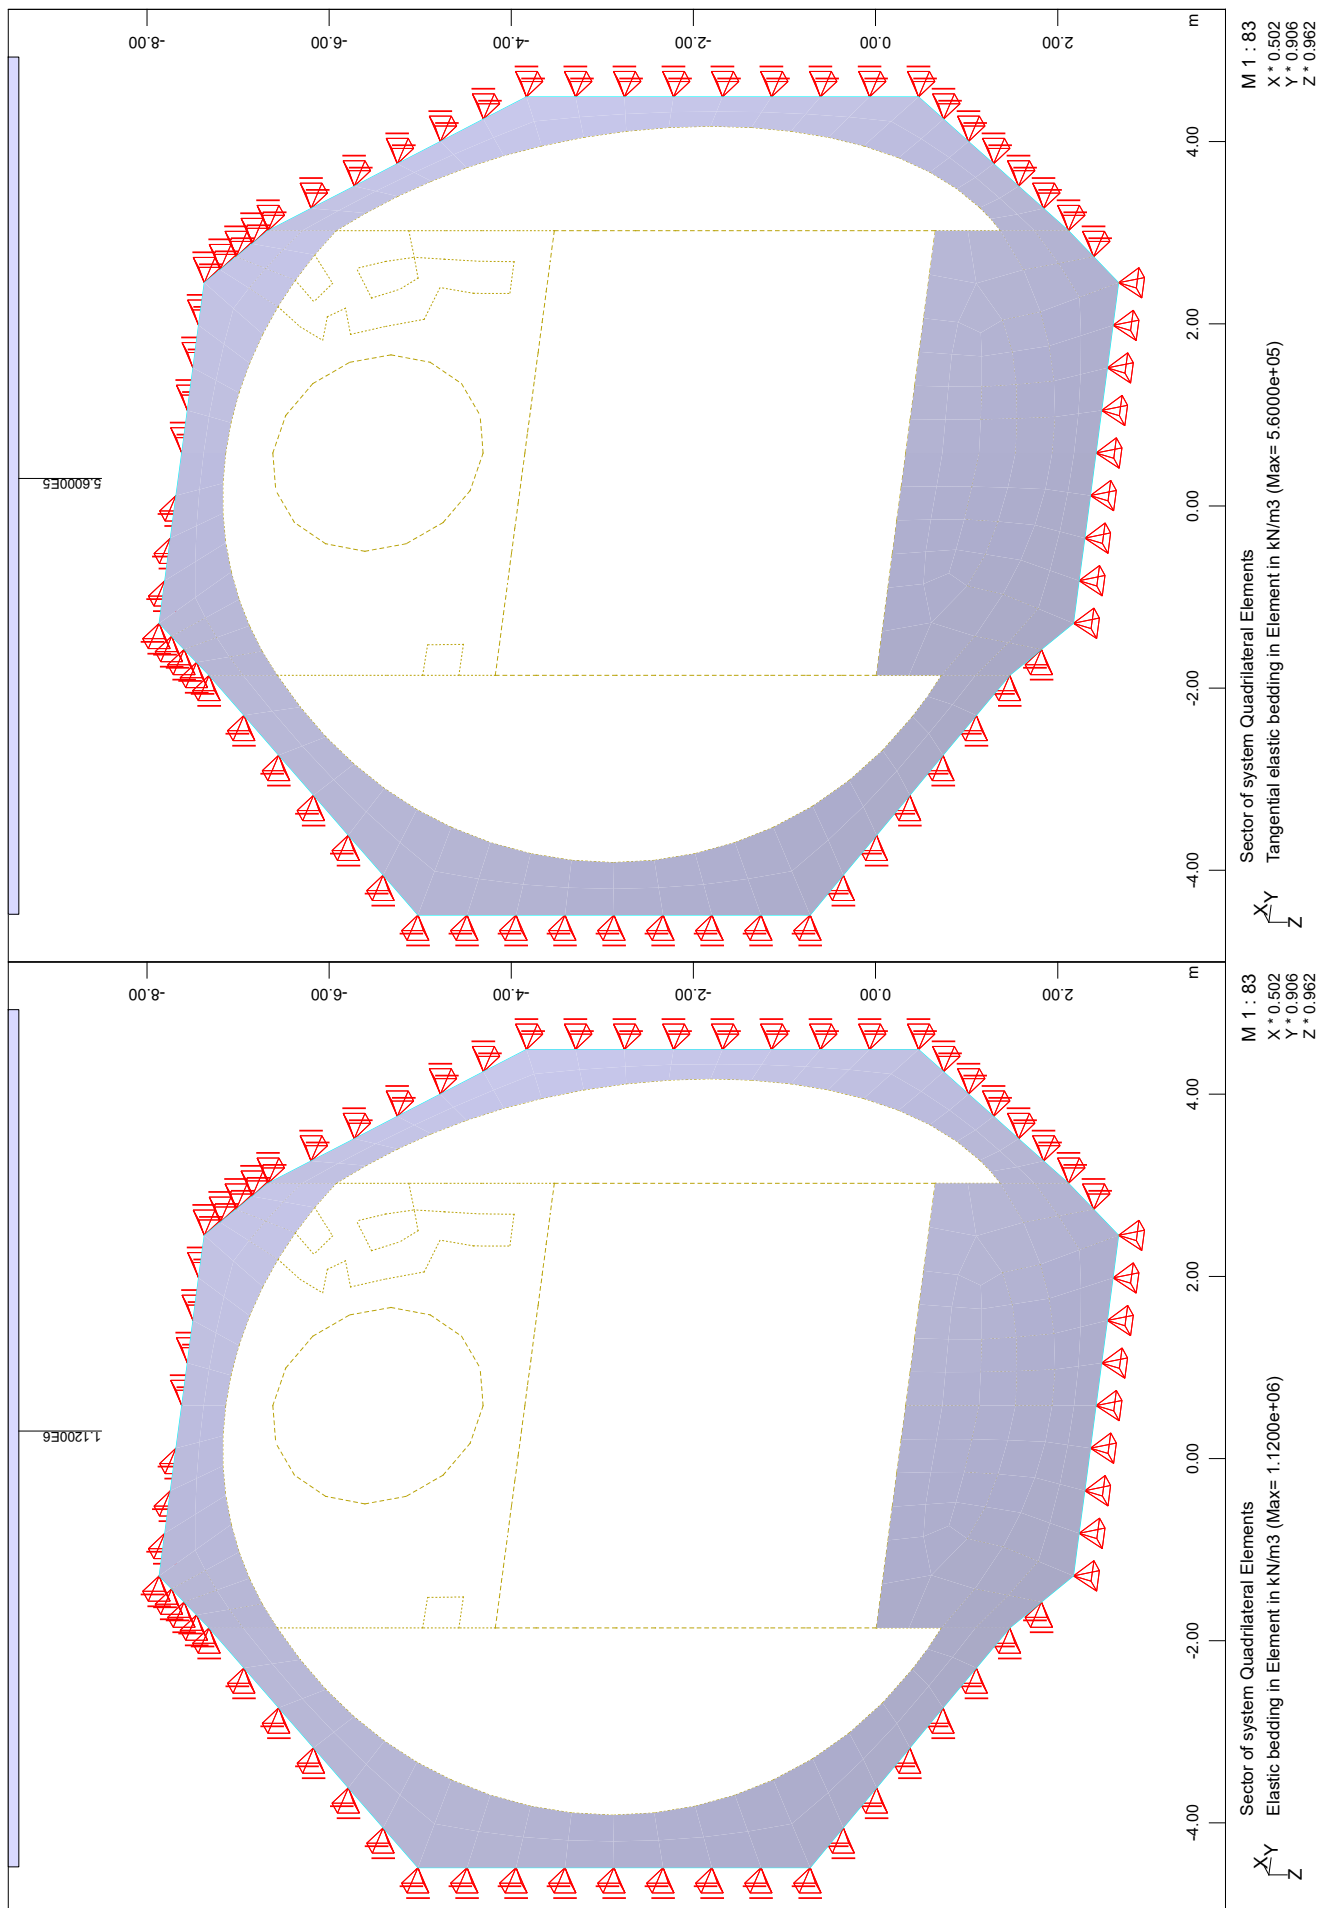 -8.00
-6.00
-4.00
-2.00
0.00
2.00
m
M 1 : 83
X * 0.502
Y * 0.906
Z * 0.962
4.00
2.00
0.00
-2.00
-4.00
5.6000E5
Sector of system Quadrilateral Elements
Tangential elastic bedding in Element in kN/m3 (Max= 5.6000e+05)
X
Y
Z
-8.00
-6.00
-4.00
-2.00
0.00
2.00
m
M 1 : 83
X * 0.502
Y * 0.906
Z * 0.962
4.00
2.00
0.00
-2.00
-4.00
1.1200E6
Sector of system Quadrilateral Elements
Elastic bedding in Element in kN/m3 (Max= 1.1200e+06)
X
Y
Z